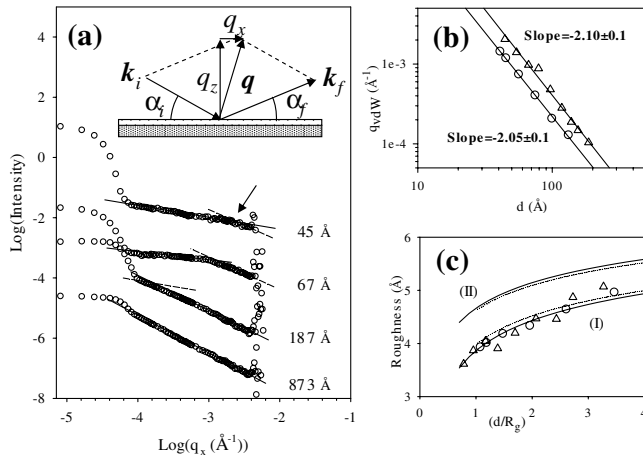 (a)
q_x
k_i
q_z
q
k_f
α_i
α_f
4
2
0
-2
-4
-6
-8
Log(Intensity)
45 Å
67 Å
187 Å
873 Å
-5
-4
-3
-2
-1
Log(q_x (Å⁻¹))
(b)
Slope=-2.10±0.1
Slope=-2.05±0.1
1e-3
1e-4
q_vdW (Å⁻¹)
10
100
d (Å)
(c)
6
5
4
3
Roughness (Å)
(II)
(I)
0
1
2
3
4
(d/R_g)